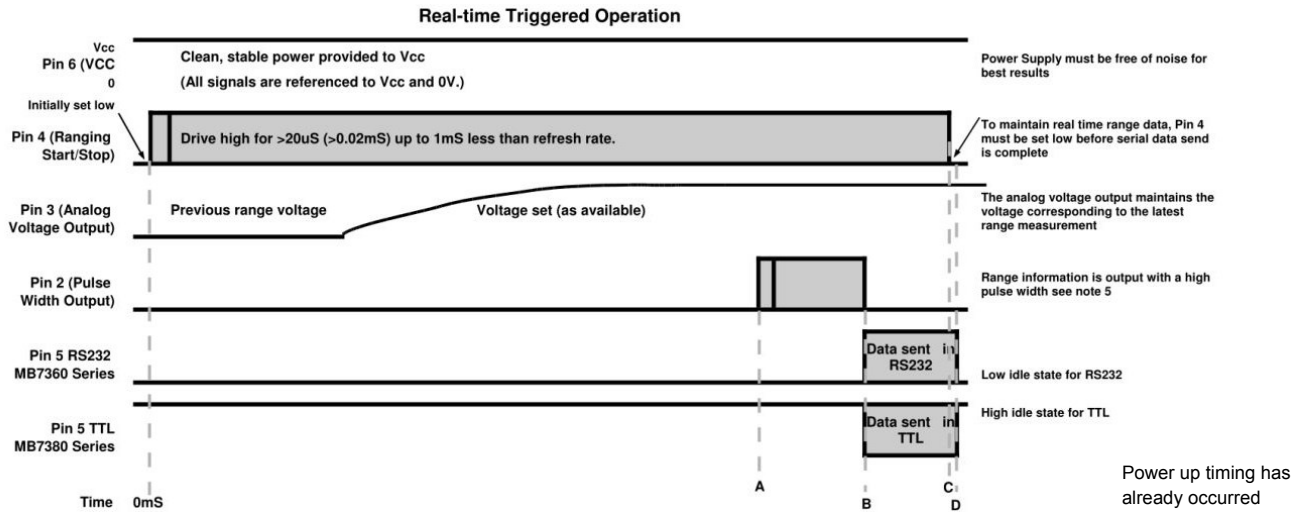 Real-time Triggered Operation
Vcc
Pin 6 (VCC
0
Clean, stable power provided to Vcc
(All signals are referenced to Vcc and 0V.)
Power Supply must be free of noise for
best results
Initially set low
Pin 4 (Ranging
Start/Stop)
Drive high for >20uS (>0.02mS) up to 1mS less than refresh rate.
To maintain real time range data, Pin 4
must be set low before serial data send
is complete
Pin 3 (Analog
Voltage Output)
Previous range voltage
Voltage set (as available)
The analog voltage output maintains the
voltage corresponding to the latest
range measurement
Pin 2 (Pulse
Width Output)
Range information is output with a high
pulse width see note 5
Pin 5 RS232
MB7360 Series
Data sent in
RS232
Low idle state for RS232
Pin 5 TTL
MB7380 Series
Data sent in
TTL
High idle state for TTL
Time
0mS
A
B
C
D
Power up timing has
already occurred